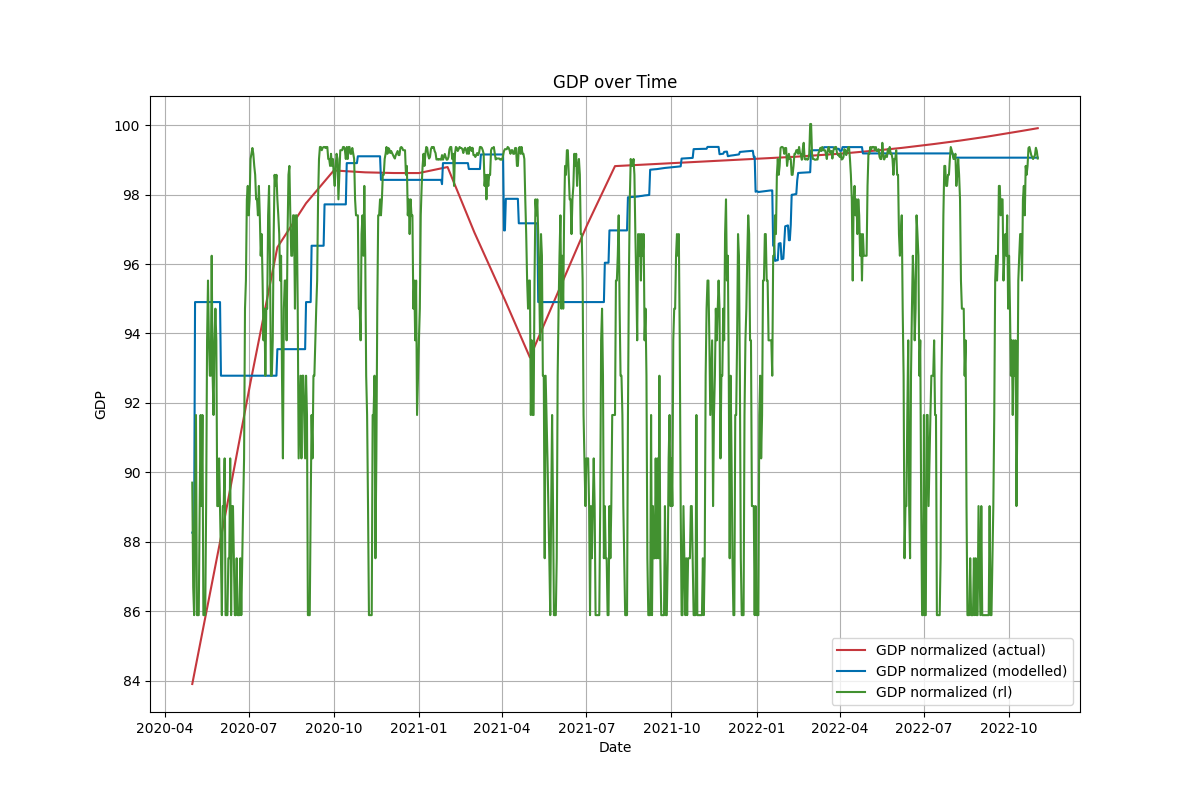 GDP over Time
GDP
100
98
96
94
92
90
88
86
84
2020-04 2020-07 2020-10 2021-01 2021-04 2021-07 2021-10 2022-01 2022-04 2022-07 2022-10
Date
GDP normalized (actual)
GDP normalized (modelled)
GDP normalized (rl)